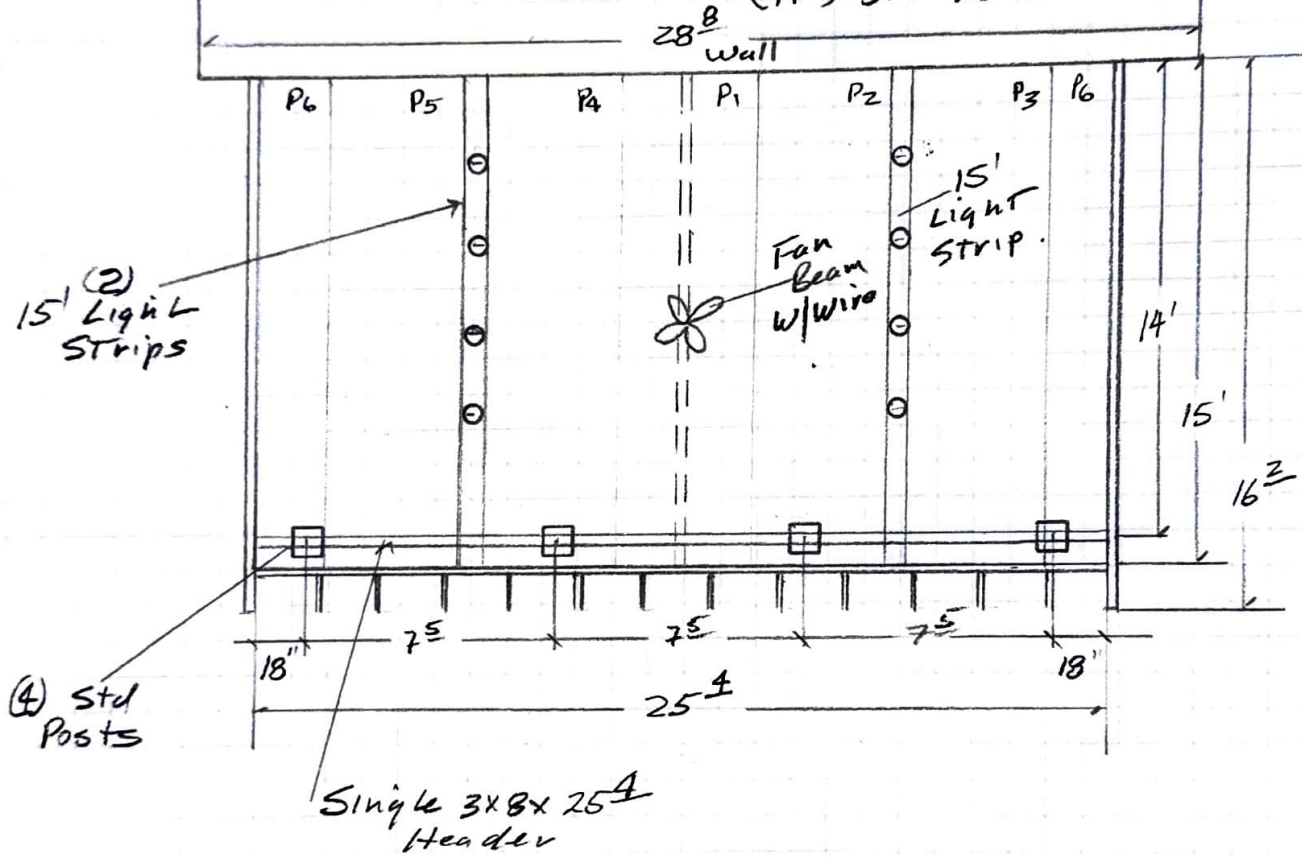 28 8
Wall
P6 P5 P4 P1 P2 P3 P6
15'
Light
Strip.
Fan
Beam
W/Wire
(2)
15' Light
Strips
14'
15'
16 2
7 5 7 5 7 5
18" 18"
25 4
(4) Std
Posts
Single 3x8x 25 4
Header